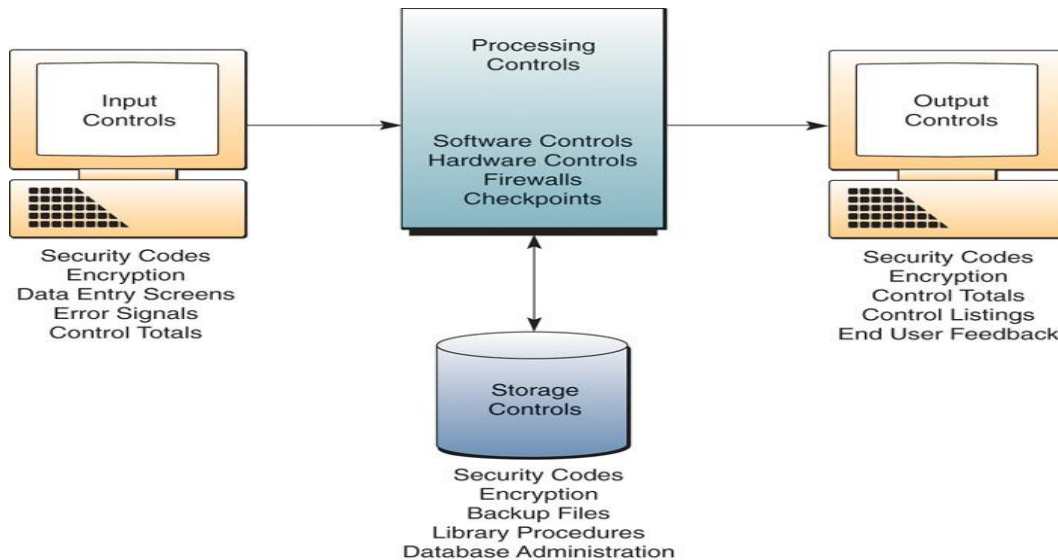 Input
Controls
Security Codes
Encryption
Data Entry Screens
Error Signals
Control Totals
Processing
Controls
Software Controls
Hardware Controls
Firewalls
Checkpoints
Output
Controls
Security Codes
Encryption
Control Totals
Control Listings
End User Feedback
Storage
Controls
Security Codes
Encryption
Backup Files
Library Procedures
Database Administration